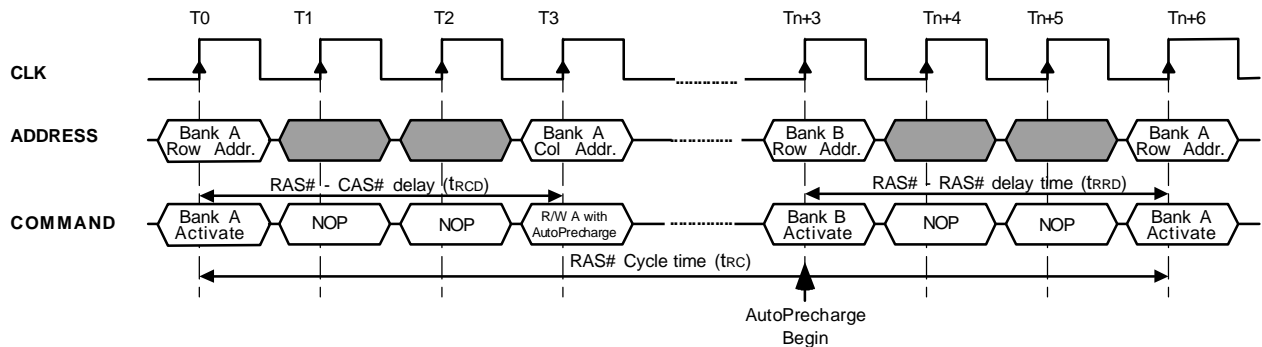 T0 T1 T2 T3 Tn+3 Tn+4 Tn+5 Tn+6
CLK
ADDRESS
Bank A
Row Addr.
Bank A
Col Addr.
Bank B
Row Addr.
Bank A
Row Addr.
RAS# - CAS# delay (tRCD)
RAS# - RAS# delay time (tRRD)
COMMAND
Bank A
Activate
NOP
NOP
R/W A with
AutoPrecharge
Bank B
Activate
NOP
NOP
Bank A
Activate
RAS# Cycle time (tRC)
AutoPrecharge
Begin